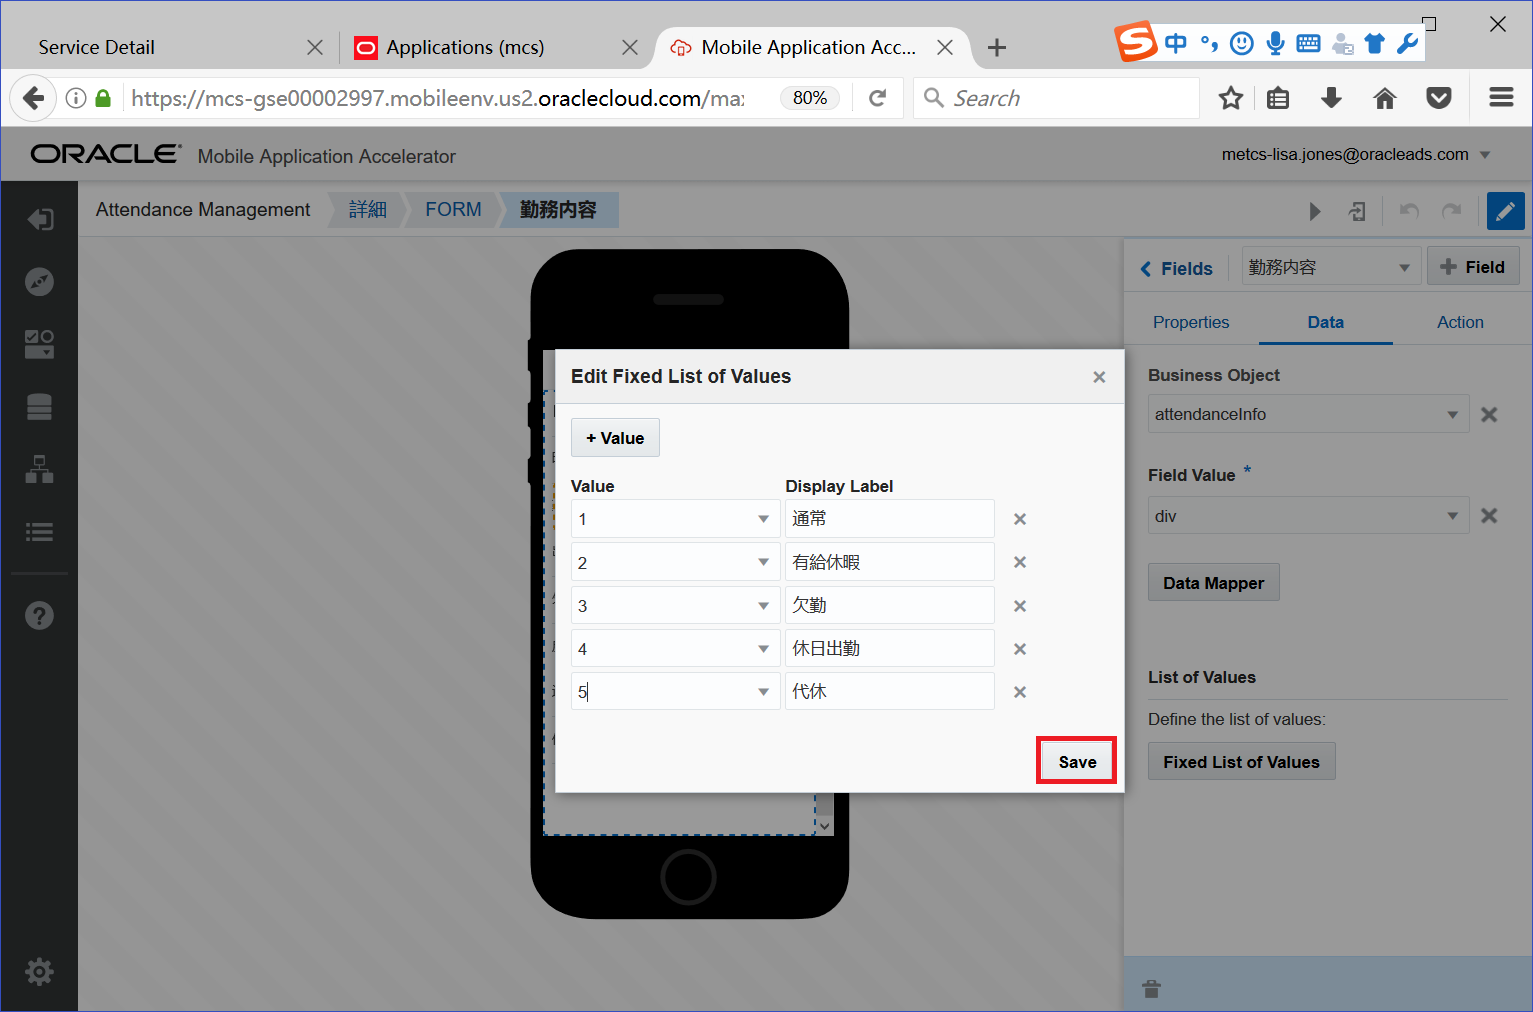 Service Detail
Applications (mcs)
Mobile Application Acc...
中
https://mcs-gse00002997.mobileenv.us2.oraclecloud.com/max
80%
Search
ORACLE Mobile Application Accelerator
metcs-lisa.jones@oracleads.com
Attendance Management
詳細
FORM
勤務内容
Fields
勤務内容
+ Field
Properties
Data
Action
Business Object
attendanceInfo
Field Value *
div
Data Mapper
List of Values
Define the list of values:
Fixed List of Values
Edit Fixed List of Values
+ Value
Value Display Label
1 通常
2 有給休暇
3 欠勤
4 休日出勤
5 代休
Save